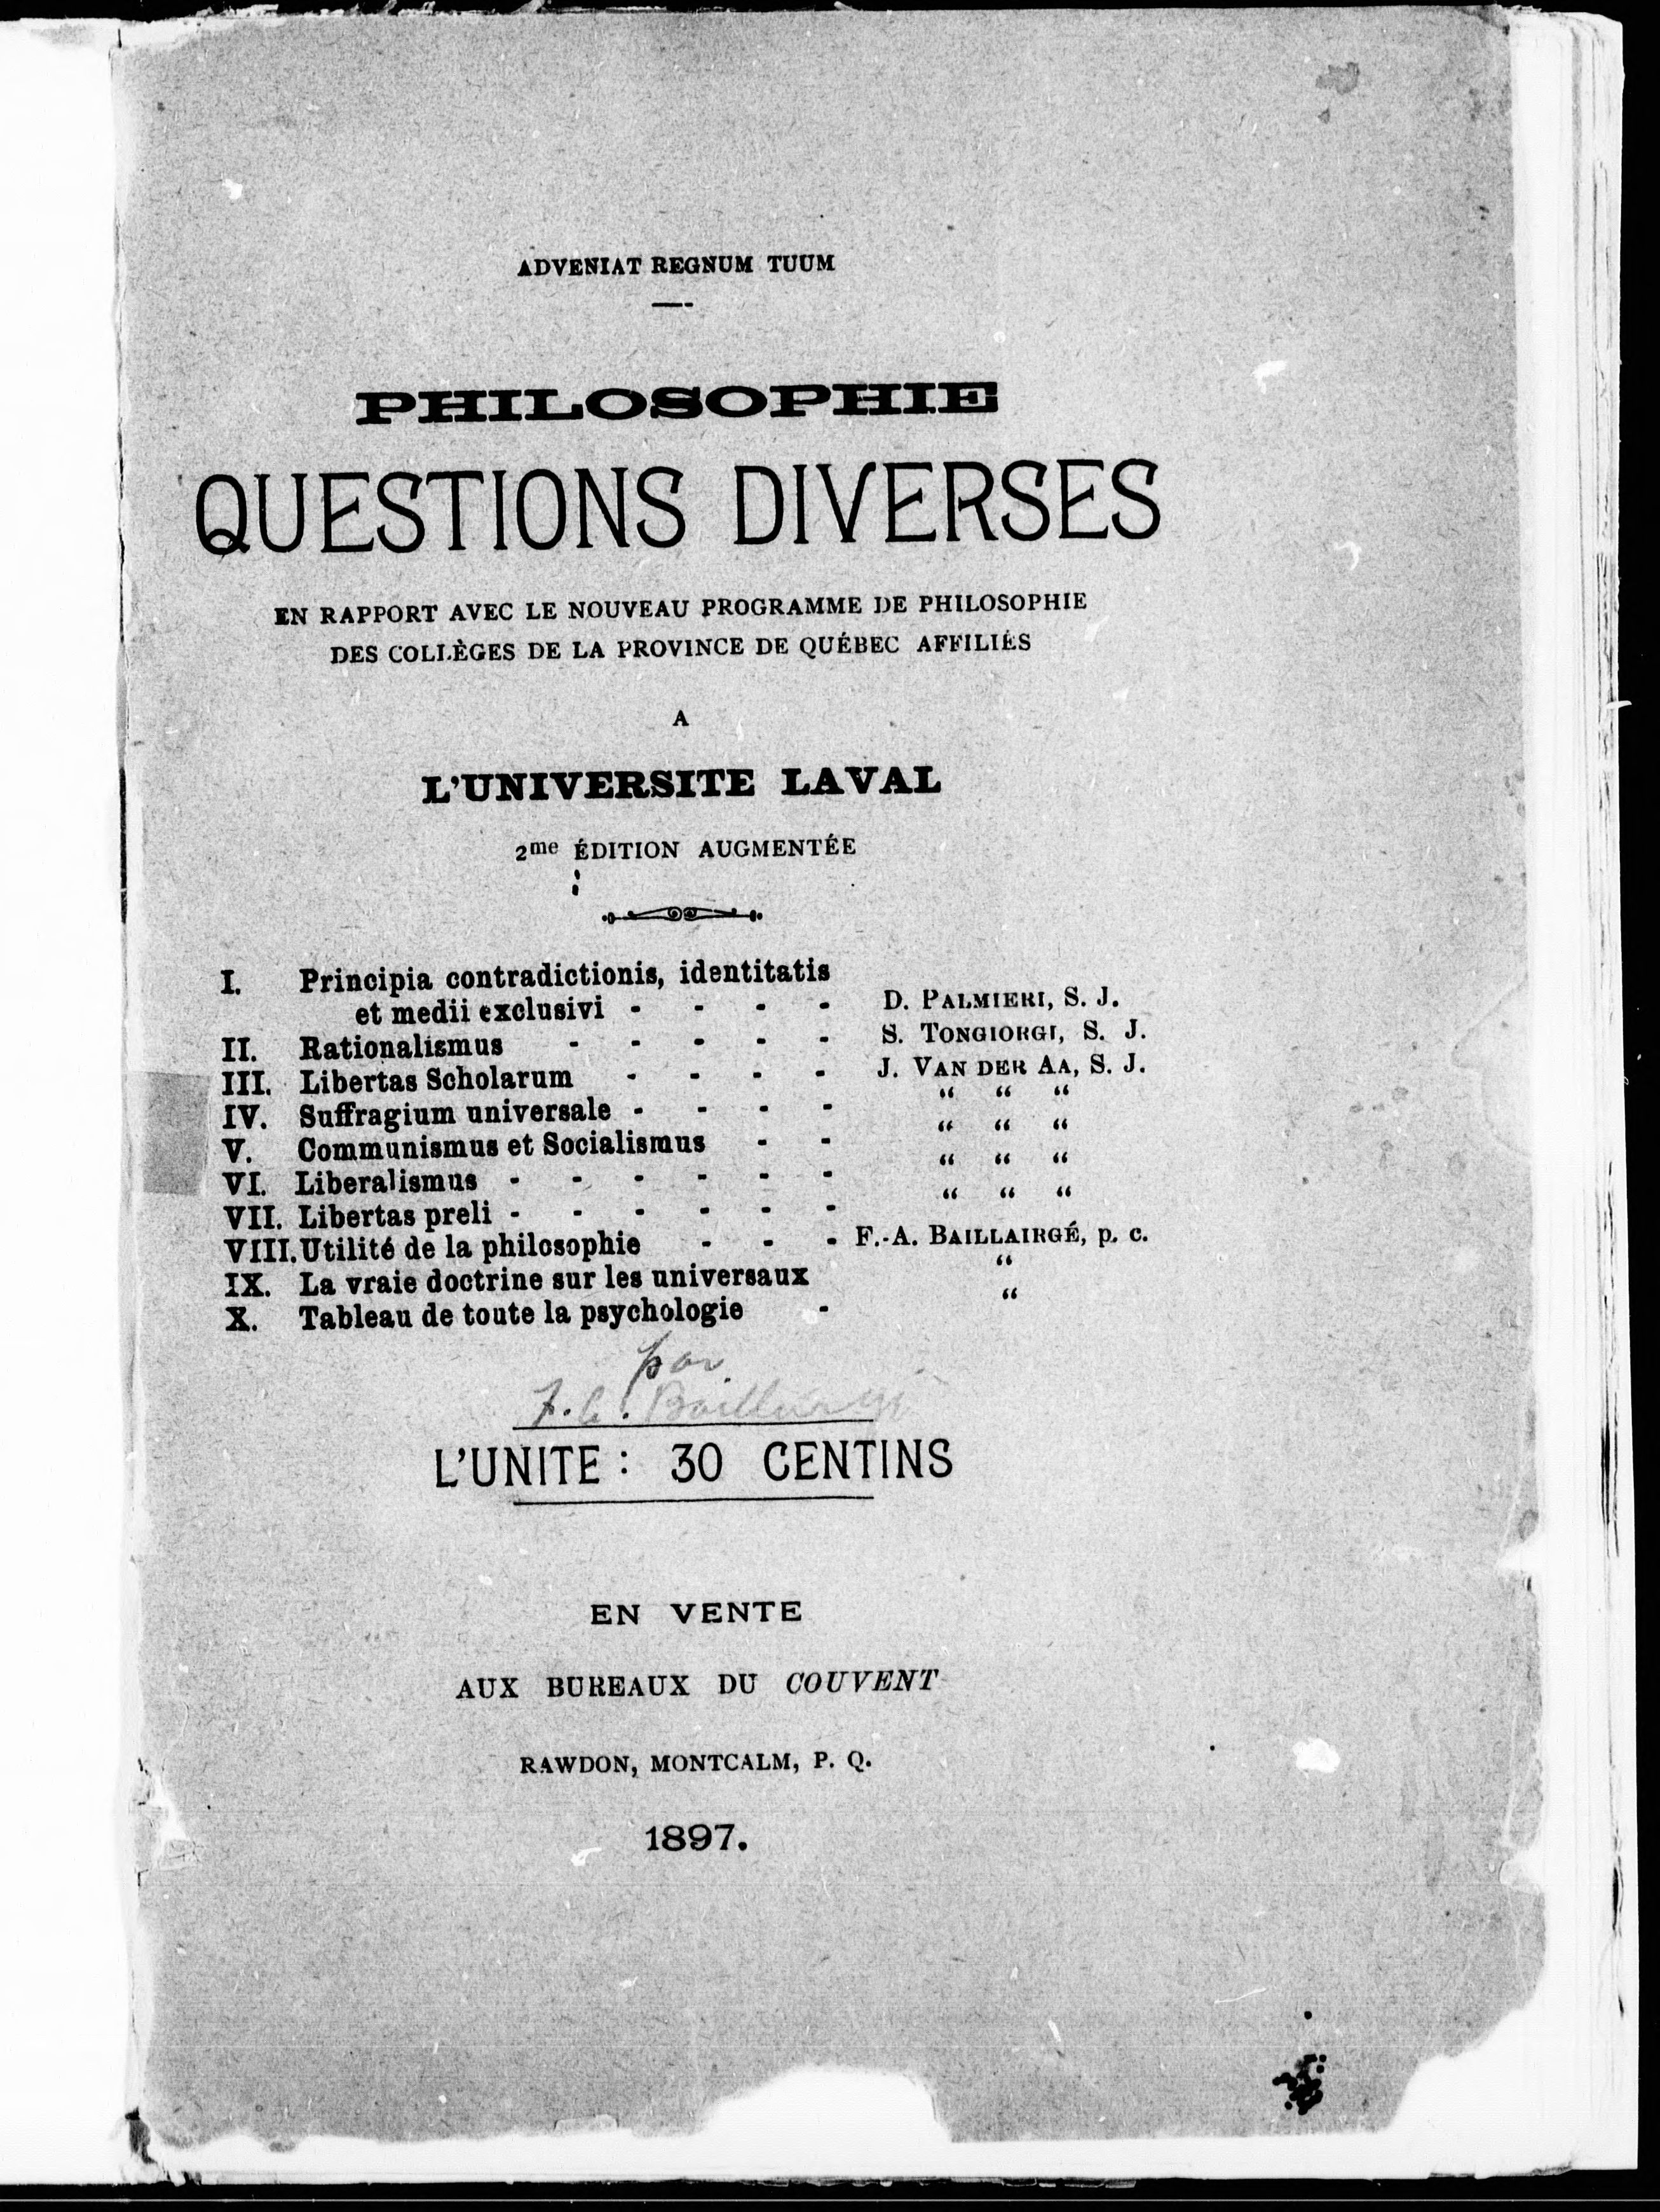 ADVENIAT REGNUM TUUM
PHILOSOPHIE
QUESTIONS DIVERSES
EN RAPPORT AVEC LE NOUVEAU PROGRAMME DE PHILOSOPHIE
DES COLLÈGES DE LA PROVINCE DE QUÉBEC AFFILIÉS
A
L'UNIVERSITE LAVAL
2me ÉDITION AUGMENTÉE
I. Principia contradictionis, identitatis
et medii exclusivi - - - - D. PALMIERI, S. J.
II. Rationalismus - - - - - S. TONGIORGI, S. J.
III. Libertas Scholarum - - - - J. VAN DER AA, S. J.
IV. Suffragium universale - - - - “ “ “
V. Communismus et Socialismus - - “ “ “
VI. Liberalismus - - - - - - “ “ “
VII. Libertas preli - - - - - - “ “ “
VIII. Utilité de la philosophie - - - F.-A. BAILLAIRGÉ, p. c.
IX. La vraie doctrine sur les universaux “
X. Tableau de toute la psychologie - “
par
F. A. Baillairgé
L'UNITE : 30 CENTINS
EN VENTE
AUX BUREAUX DU COUVENT
RAWDON, MONTCALM, P. Q.
1897.